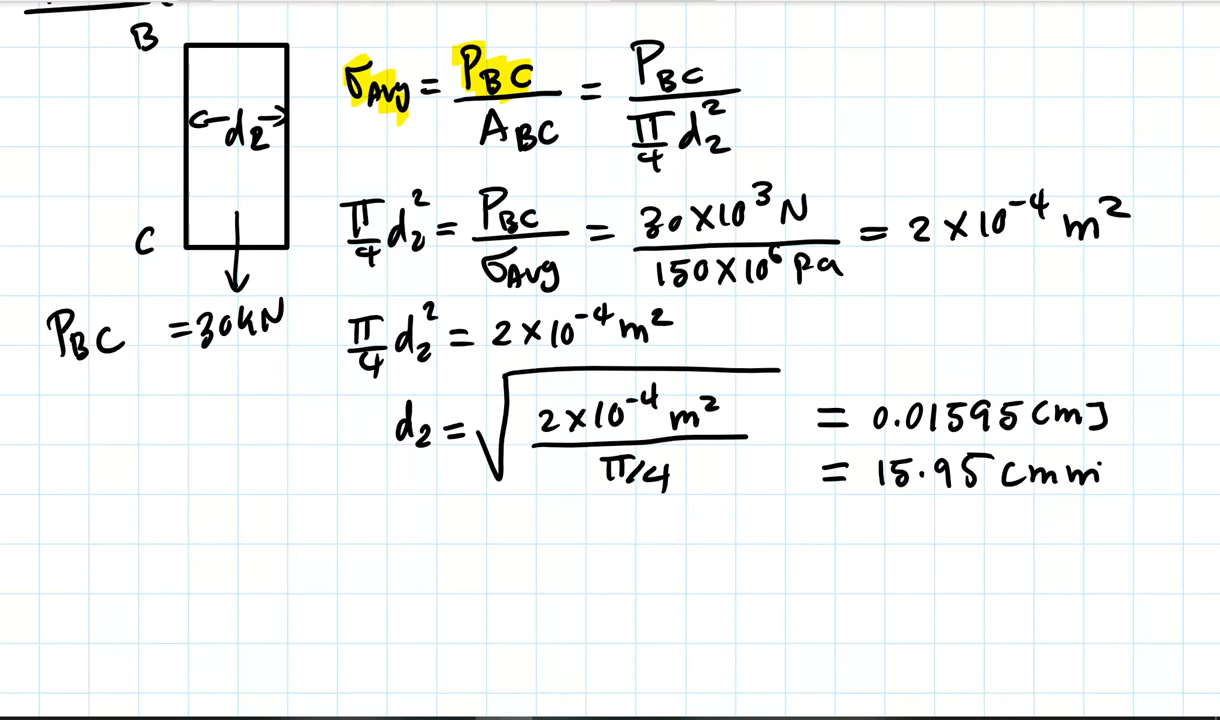 B
σAvg = PBC / ABC = PBC / (π/4 d2²)
d2
π/4 d2² = PBC / σAvg = 30×10³ N / 150×10⁶ pa = 2×10⁻⁴ m²
C
PBC = 30kN
π/4 d2² = 2×10⁻⁴ m²
d2 = √(2×10⁻⁴ m² / π/4) = 0.01595 [m]
= 15.95 [mm]